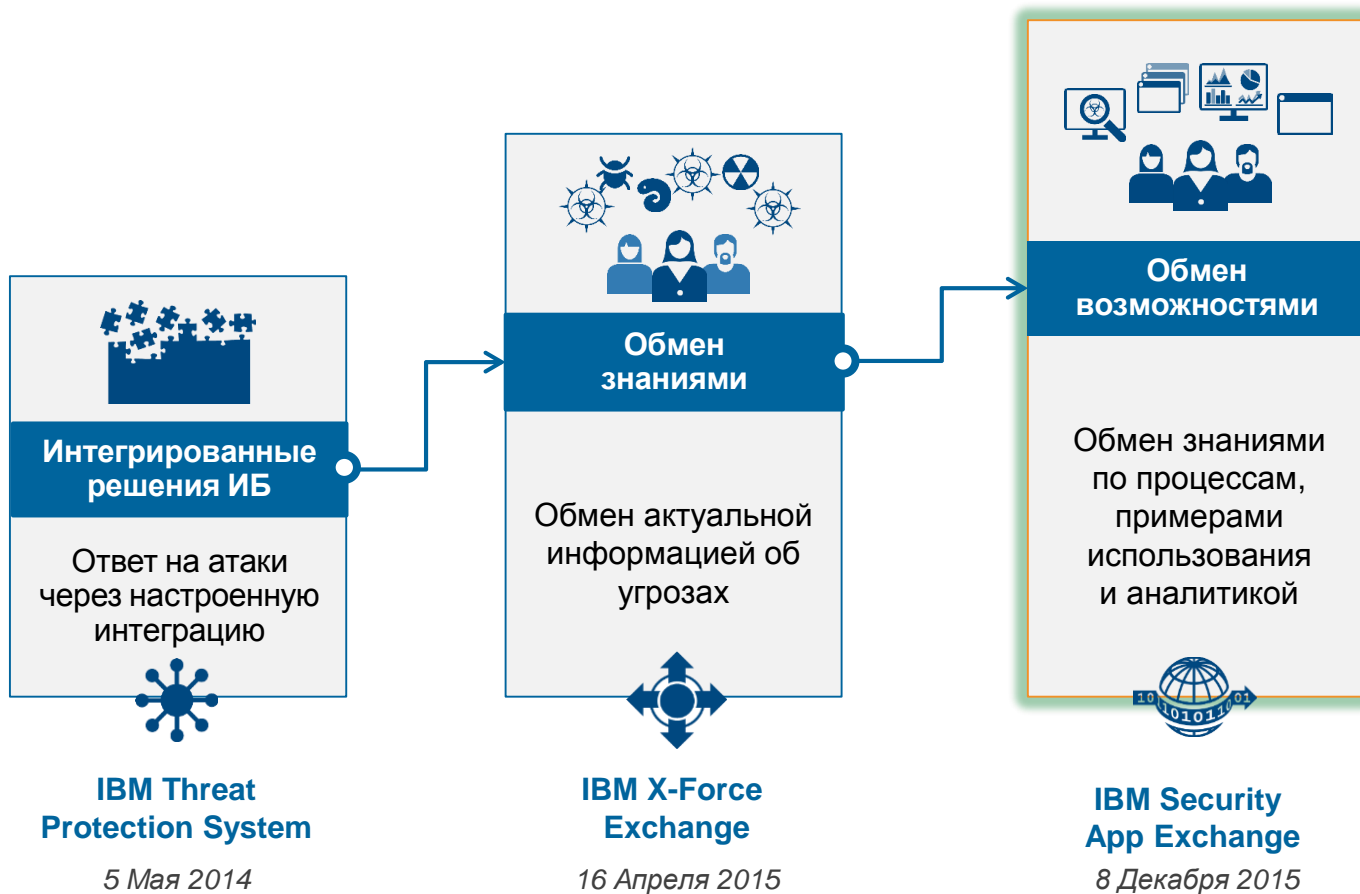 Интегрированные
решения ИБ
Ответ на атаки
через настроенную
интеграцию
IBM Threat
Protection System
5 Мая 2014
Обмен
знаниями
Обмен актуальной
информацией об
угрозах
IBM X-Force
Exchange
16 Апреля 2015
Обмен
возможностями
Обмен знаниями
по процессам,
примерами
использования
и аналитикой
10 101011 0 01
IBM Security
App Exchange
8 Декабря 2015